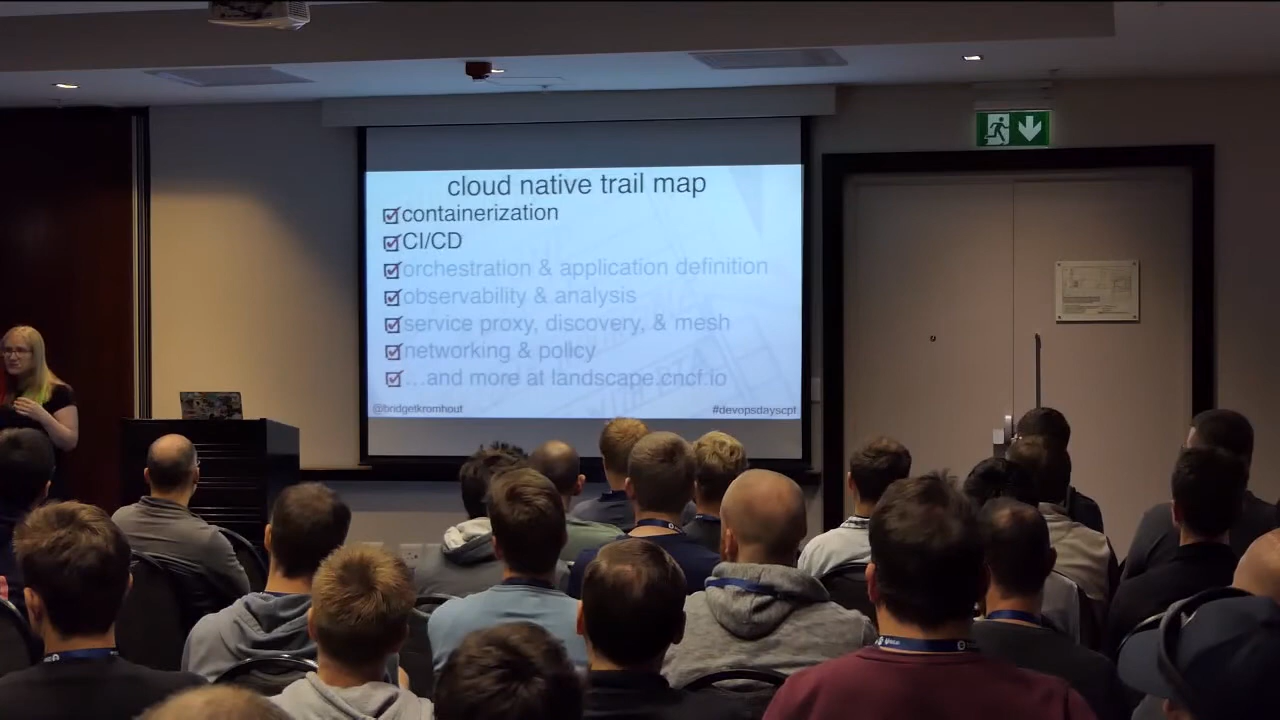 cloud native trail map
containerization
CI/CD
orchestration & application definition
observability & analysis
service proxy, discovery, & mesh
networking & policy
...and more at landscape.cncf.io
@bridgetkromhout
#devopsdayscpt